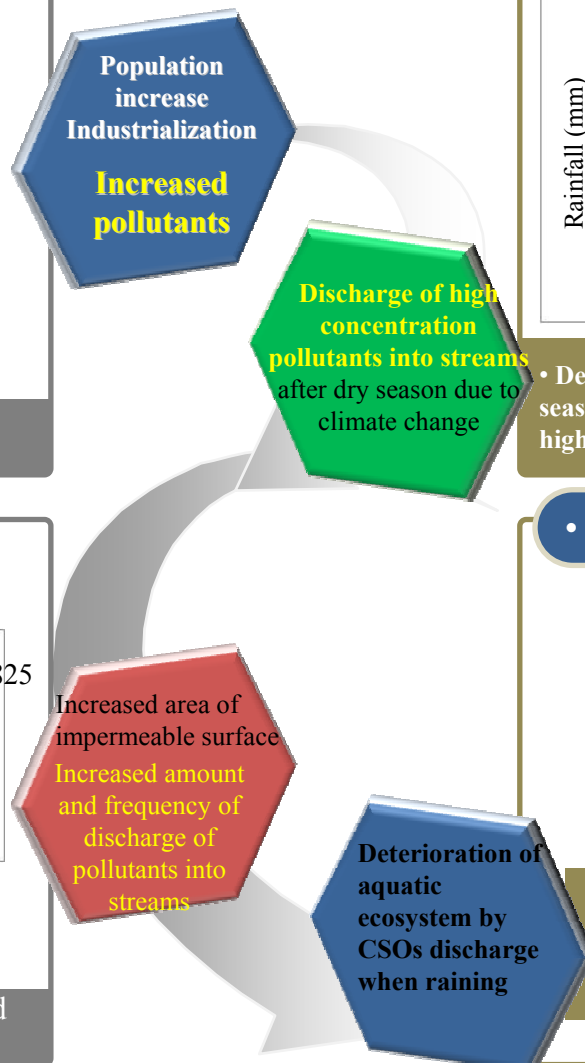 Population
increase
Industrialization
Increased
pollutants
Rainfall (mm)
Discharge of high
concentration
pollutants into streams
after dry season due to
climate change
• De
seas
high
•
825
Increased area of
impermeable surface
Increased amount
and frequency of
discharge of
pollutants into
streams
Deterioration of
aquatic
ecosystem by
CSOs discharge
when raining
d